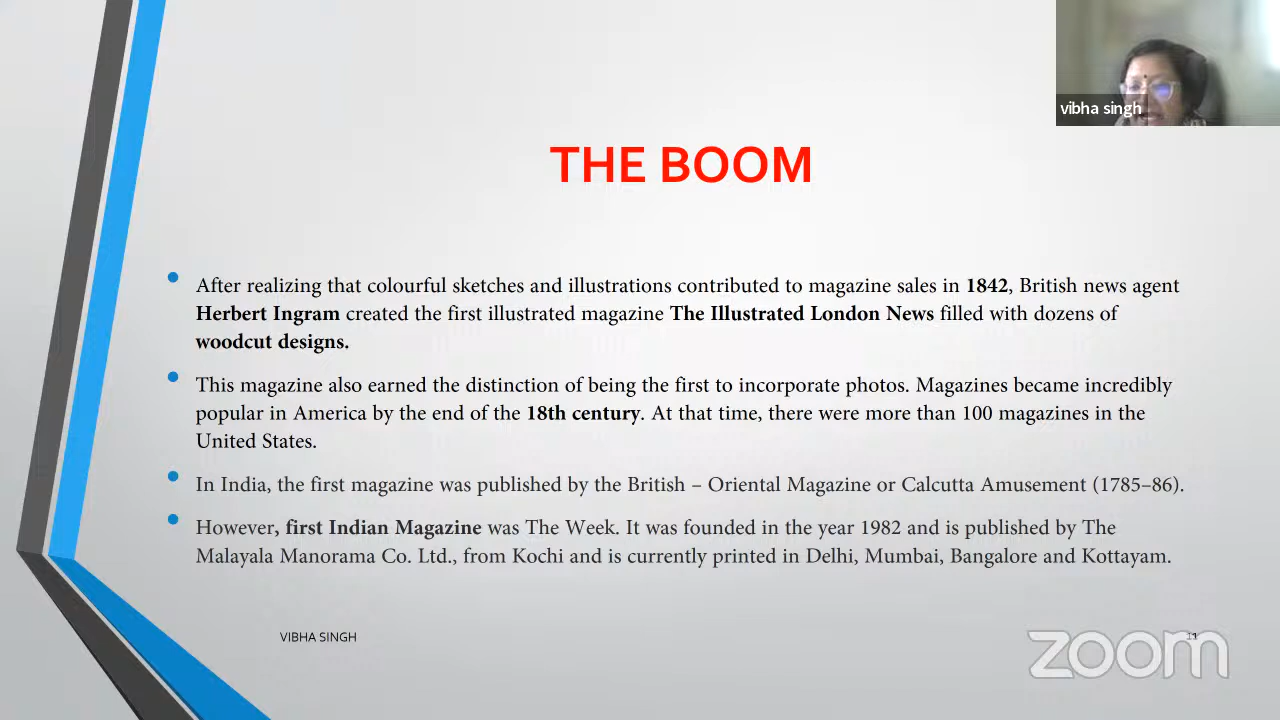 vibha singh
THE BOOM
After realizing that colourful sketches and illustrations contributed to magazine sales in 1842, British news agent
Herbert Ingram created the first illustrated magazine The Illustrated London News filled with dozens of
woodcut designs.
This magazine also earned the distinction of being the first to incorporate photos. Magazines became incredibly
popular in America by the end of the 18th century. At that time, there were more than 100 magazines in the
United States.
In India, the first magazine was published by the British – Oriental Magazine or Calcutta Amusement (1785–86).
However, first Indian Magazine was The Week. It was founded in the year 1982 and is published by The
Malayala Manorama Co. Ltd., from Kochi and is currently printed in Delhi, Mumbai, Bangalore and Kottayam.
VIBHA SINGH
11
zoom